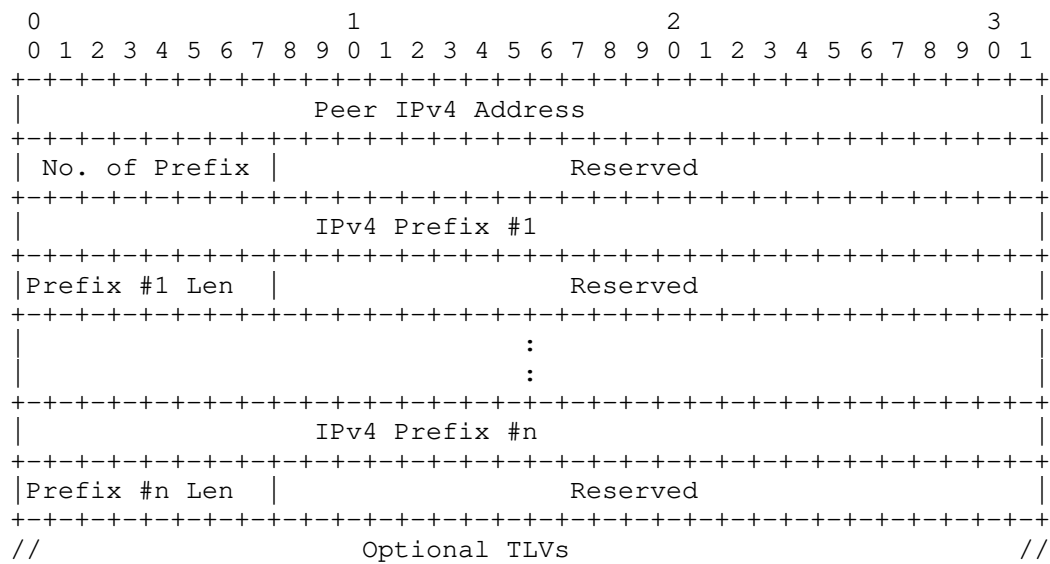 0                   1                   2                   3
 0 1 2 3 4 5 6 7 8 9 0 1 2 3 4 5 6 7 8 9 0 1 2 3 4 5 6 7 8 9 0 1
+-+-+-+-+-+-+-+-+-+-+-+-+-+-+-+-+-+-+-+-+-+-+-+-+-+-+-+-+-+-+-+-+
|                  Peer IPv4 Address                            |
+-+-+-+-+-+-+-+-+-+-+-+-+-+-+-+-+-+-+-+-+-+-+-+-+-+-+-+-+-+-+-+-+
| No. of Prefix |                  Reserved                     |
+-+-+-+-+-+-+-+-+-+-+-+-+-+-+-+-+-+-+-+-+-+-+-+-+-+-+-+-+-+-+-+-+
|                  IPv4 Prefix #1                               |
+-+-+-+-+-+-+-+-+-+-+-+-+-+-+-+-+-+-+-+-+-+-+-+-+-+-+-+-+-+-+-+-+
|Prefix #1 Len  |                  Reserved                     |
+-+-+-+-+-+-+-+-+-+-+-+-+-+-+-+-+-+-+-+-+-+-+-+-+-+-+-+-+-+-+-+-+
|                               :                               |
|                               :                               |
+-+-+-+-+-+-+-+-+-+-+-+-+-+-+-+-+-+-+-+-+-+-+-+-+-+-+-+-+-+-+-+-+
|                  IPv4 Prefix #n                               |
+-+-+-+-+-+-+-+-+-+-+-+-+-+-+-+-+-+-+-+-+-+-+-+-+-+-+-+-+-+-+-+-+
|Prefix #n Len  |                  Reserved                     |
+-+-+-+-+-+-+-+-+-+-+-+-+-+-+-+-+-+-+-+-+-+-+-+-+-+-+-+-+-+-+-+-+
//                    Optional TLVs                            //